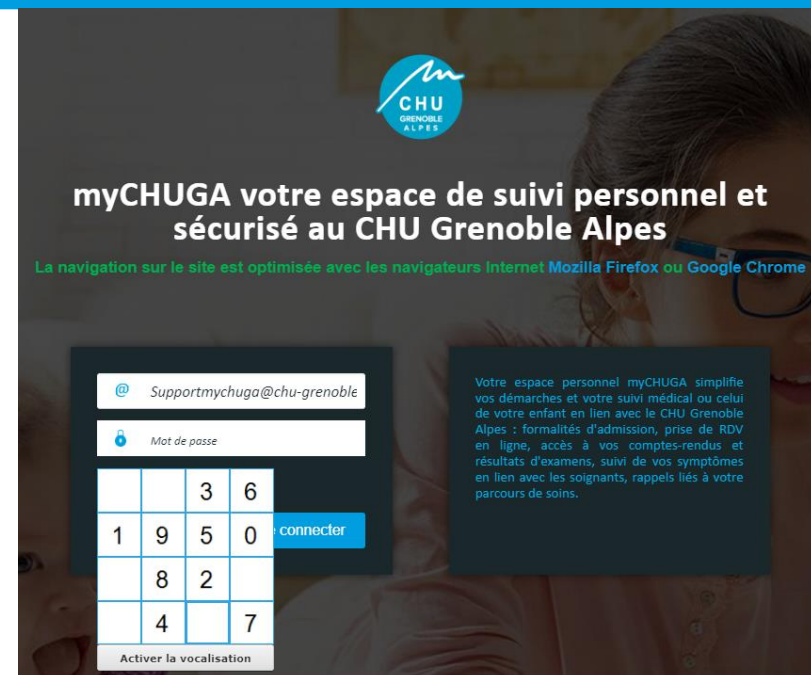 CHU
GRENOBLE
ALPES
myCHUGA votre espace de suivi personnel et
sécurisé au CHU Grenoble Alpes
La navigation sur le site est optimisée avec les navigateurs Internet Mozilla Firefox ou Google Chrome
@ Supportmychuga@chu-grenoble
Mot de passe
3 6
1 9 5 0 connecter
8 2
4 7
Activer la vocalisation
Votre espace personnel myCHUGA simplifie
vos démarches et votre suivi médical ou celui
de votre enfant en lien avec le CHU Grenoble
Alpes : formalités d'admission, prise de RDV
en ligne, accès à vos comptes-rendus et
résultats d'examens, suivi de vos symptômes
en lien avec les soignants, rappels liés à votre
parcours de soins.